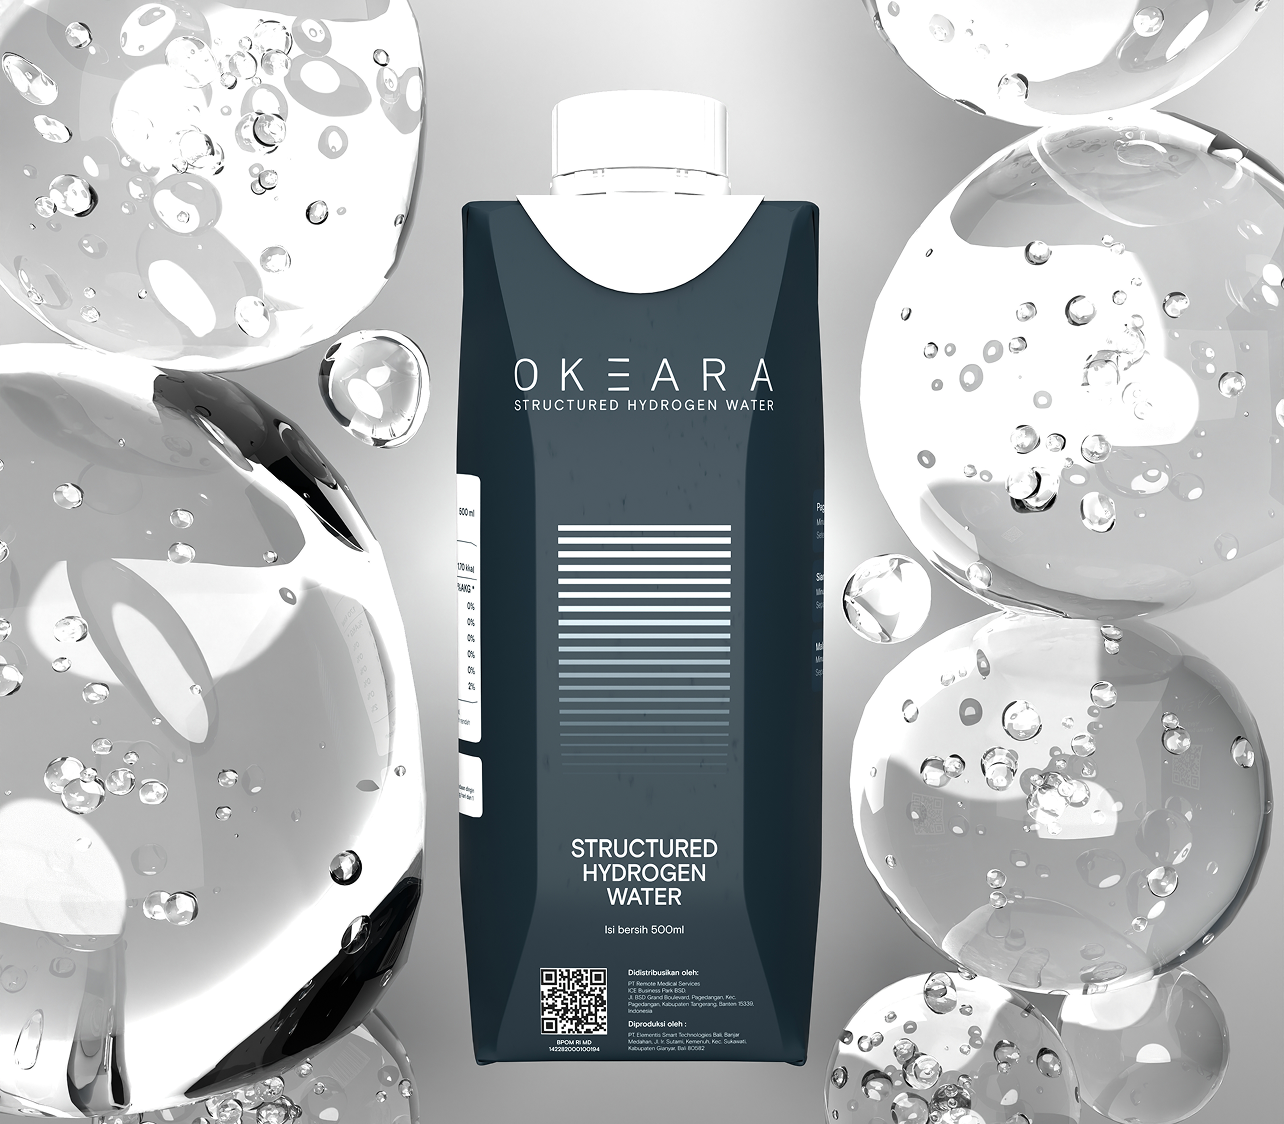 OKEARA
STRUCTURED HYDROGEN WATER
500 ml
%AKG *
0%
0%
0%
0%
0%
2%
STRUCTURED
HYDROGEN
WATER
Isi bersih 500ml
BPOM RI MD
142282000100194
Didistribusikan oleh:
PT Remote Medical Services
ICE Business Park BSD.
Jl. BSD Grand Boulevard, Pagedangan, Kec.
Pagedangan, Kabupaten Tangerang, Banten 15339,
Indonesia
Diproduksi oleh :
PT. Elementis Smart Technologies Bali, Banjar
Medahan, Jl. Ir. Sutami, Kemenuh, Kec. Sukawati,
Kabupaten Gianyar, Bali 80582